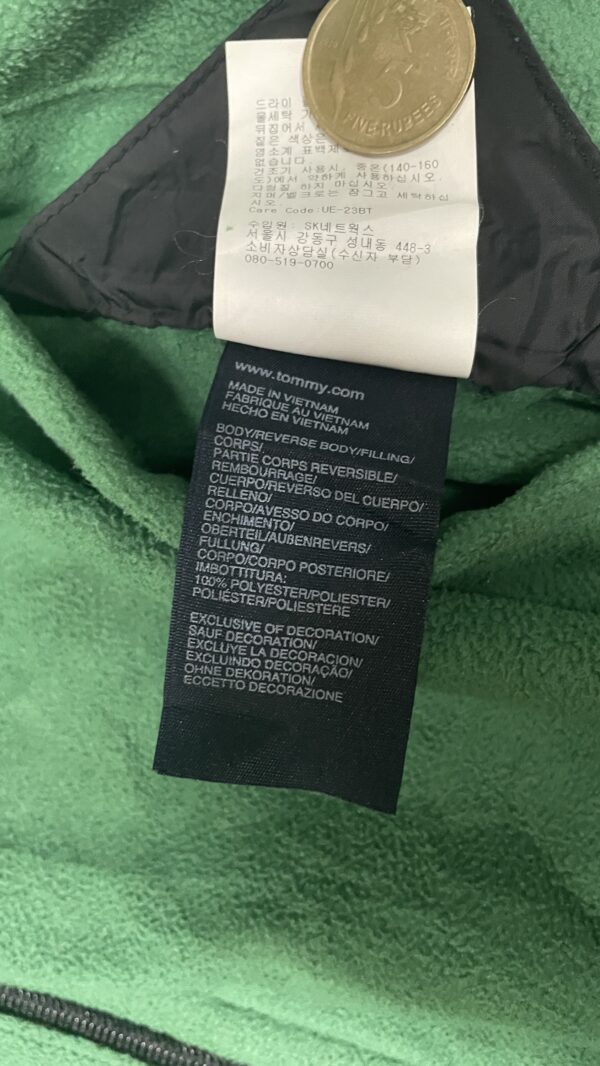 5
FIVE RUPEES
드라이
물세탁
뒤집어서
짙은 색상은
염소계 표백제
없습니다.
건조기 사용시, 중온(140-160
도)에서 약하게 사용하십시오.
다림질 하지 마십시오.
지퍼/벨크로는 잠그고 세탁하십
시오.
Care Code:UE-23BT
수입원: SK네트웍스
서울시 강동구 성내동 448-3
소비자상담실(수신자 부담)
080-519-0700
www.tommy.com
MADE IN VIETNAM
FABRIQUE AU VIETNAM
HECHO EN VIETNAM
BODY/REVERSE BODY/FILLING/
CORPS/
PARTIE CORPS REVERSIBLE/
REMBOURRAGE/
CUERPO/REVERSO DEL CUERPO/
RELLENO/
CORPO/AVESSO DO CORPO/
ENCHIMENTO/
OBERTEIL/AUßENREVERS/
FULLUNG/
CORPO/CORPO POSTERIORE/
IMBOTTITURA:
100% POLYESTER/POLIESTER/
POLIÉSTER/POLIESTERE
EXCLUSIVE OF DECORATION/
SAUF DECORATION/
EXCLUYE LA DECORACION/
EXCLUINDO DECORAÇÃO/
OHNE DEKORATION/
ECCETTO DECORAZIONE